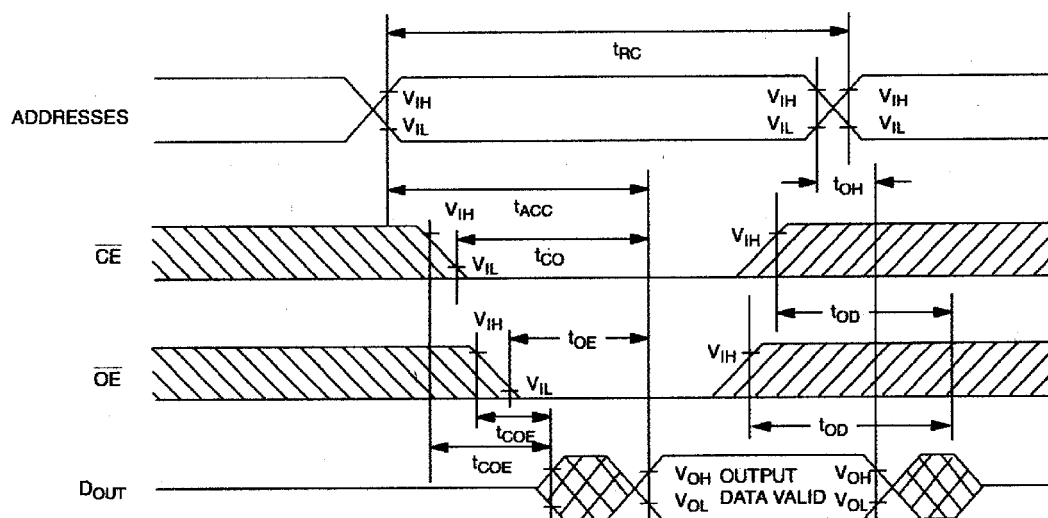 tRC
ADDRESSES
VIH
VIL
VIH
VIL
VIH
VIL
tOH
tACC
CE
VIH
VIL
tCO
VIH
tOD
OE
VIH
VIL
tOE
VIH
tOD
tCOE
tCOE
DOUT
VOH OUTPUT VOH
VOL DATA VALID VOL